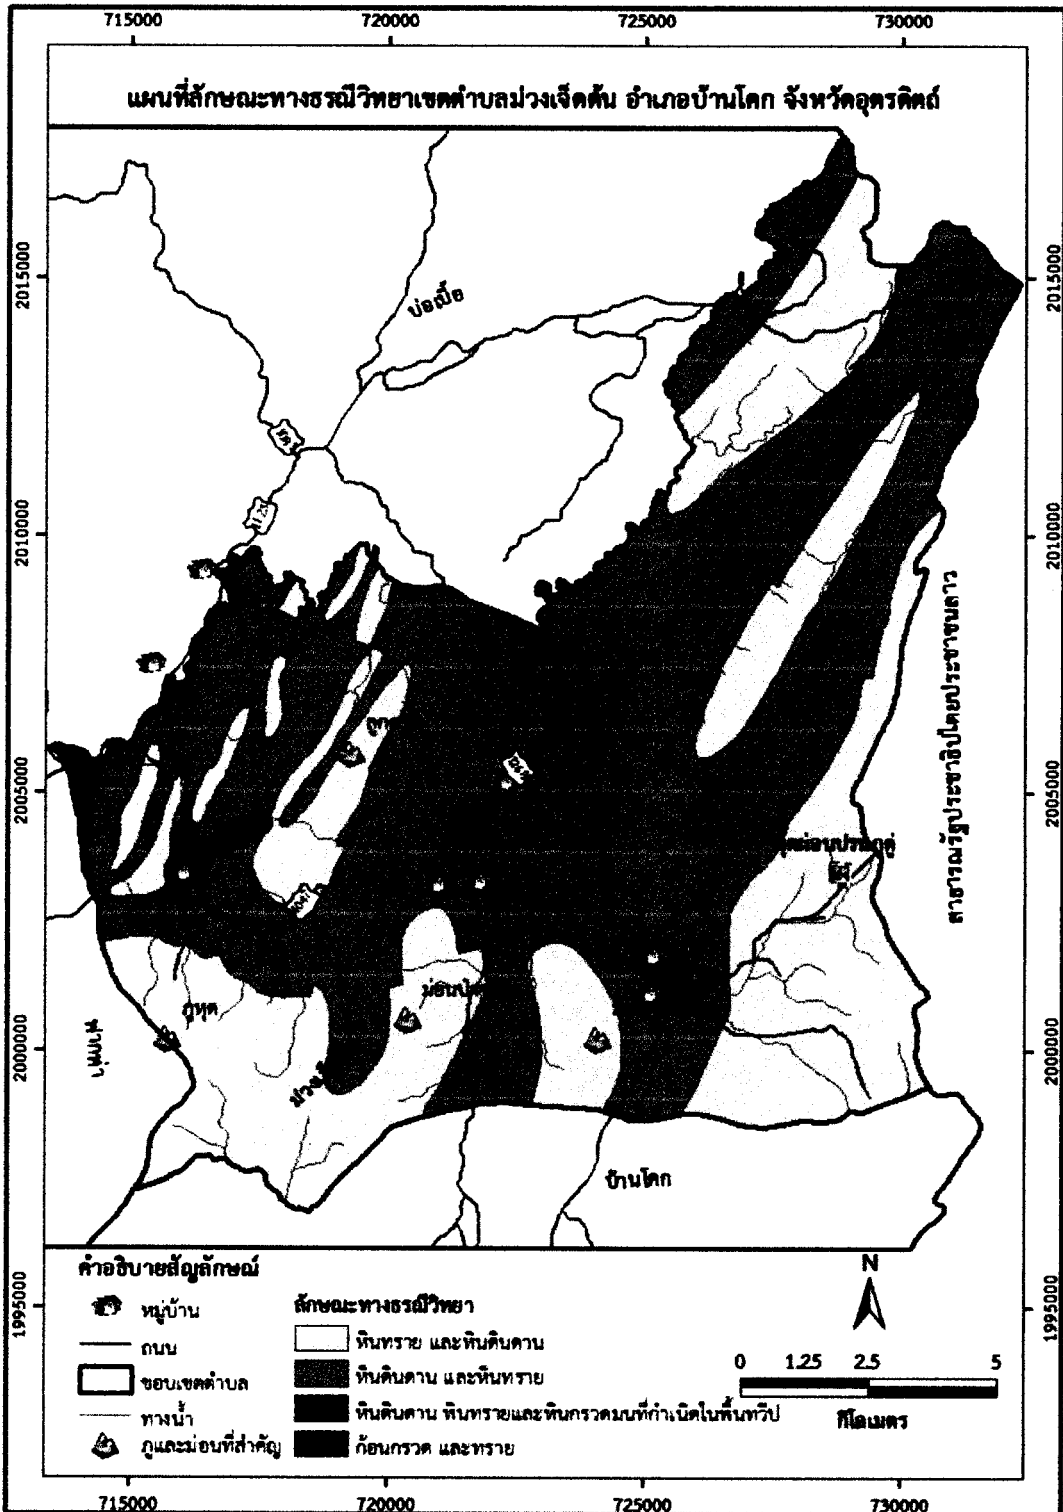 715000 720000 725000 730000
แผนที่ลักษณะทางธรณีวิทยาเขตตำบลม่วงเจ็ดต้น อำเภอบ้านโคก จังหวัดอุตรดิตถ์
2015000 2015000
บ่อเบี้ย
2010000 2010000
สาธารณรัฐประชาธิปไตยประชาชนลาว
2005000 2005000
ภูหุด
2000000 2000000
ฟากท่า
บ้านโคก
คำอธิบายสัญลักษณ์
หมู่บ้าน
ถนน
ขอบเขตตำบล
ทางน้ำ
ภูและม่อนที่สำคัญ
ลักษณะทางธรณีวิทยา
หินทราย และหินดินดาน
หินดินดาน และหินทราย
หินดินดาน หินทรายและหินกรวดมนที่กำเนิดในพื้นทวีป
ก้อนกรวด และทราย
N
0 1.25 2.5 5
กิโลเมตร
1995000 1995000
715000 720000 725000 730000